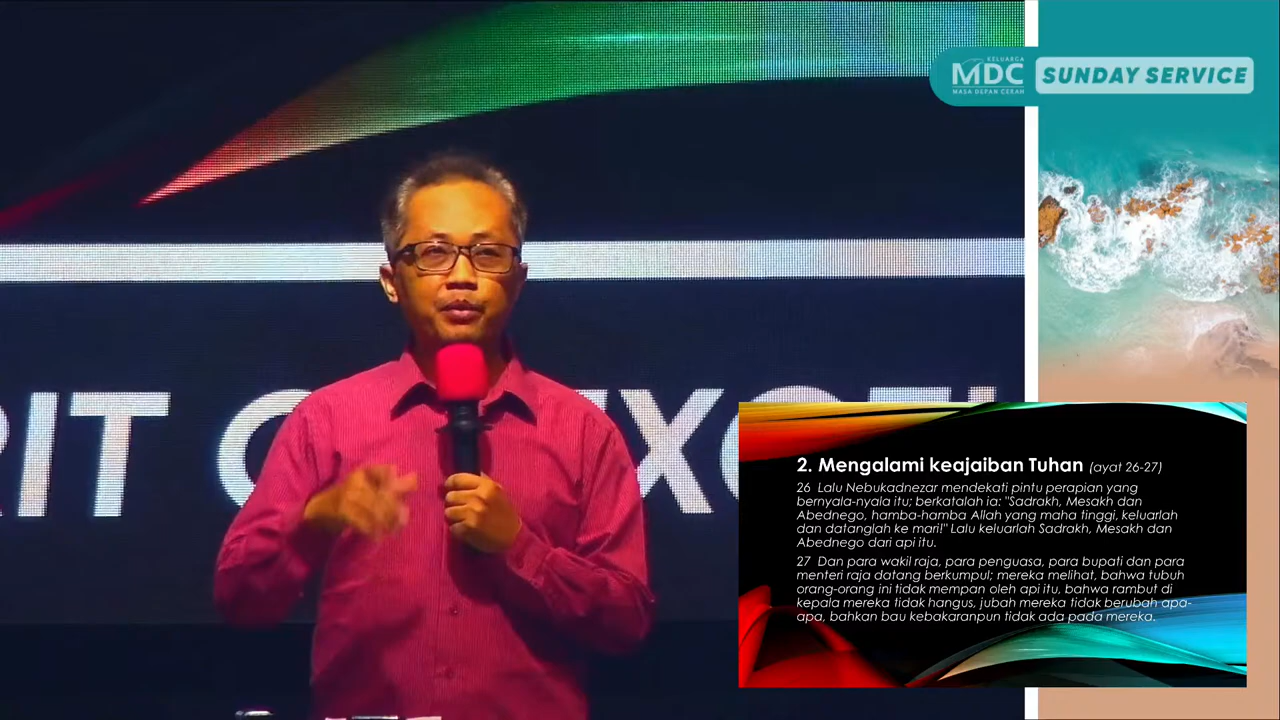 KELUARGA
MDC
MASA DEPAN CERAH
SUNDAY SERVICE
2. Mengalami keajaiban Tuhan (ayat 26-27)
26 Lalu Nebukadnezar mendekati pintu perapian yang
bernyala-nyala itu; berkatalah ia: "Sadrakh, Mesakh dan
Abednego, hamba-hamba Allah yang maha tinggi, keluarlah
dan datanglah ke mari!" Lalu keluarlah Sadrakh, Mesakh dan
Abednego dari api itu.
27 Dan para wakil raja, para penguasa, para bupati dan para
menteri raja datang berkumpul; mereka melihat, bahwa tubuh
orang-orang ini tidak mempan oleh api itu, bahwa rambut di
kepala mereka tidak hangus, jubah mereka tidak berubah apa-
apa, bahkan bau kebakaranpun tidak ada pada mereka.